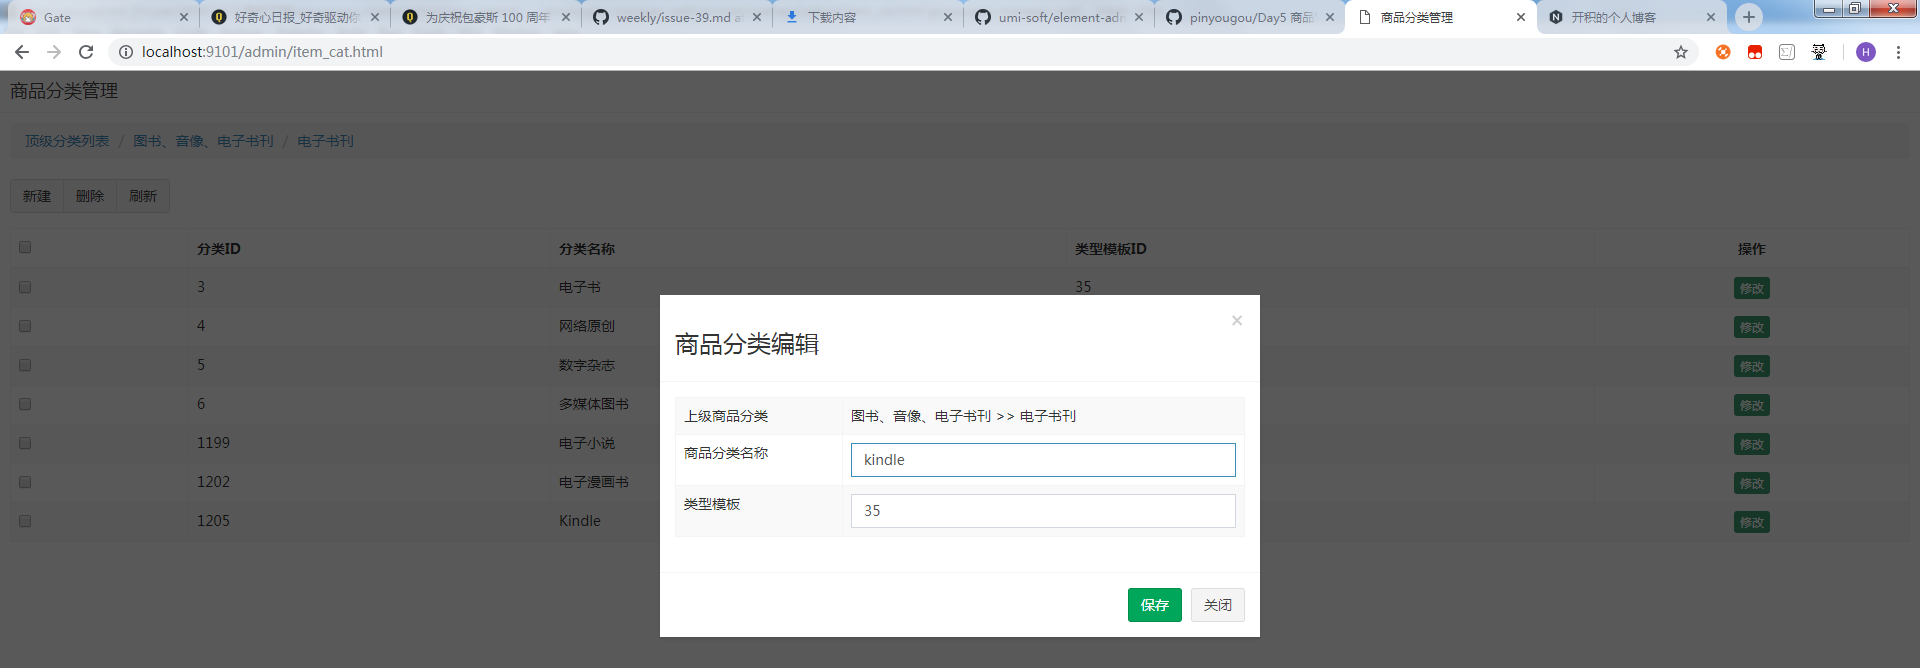 Gate
好奇心日报_好奇驱动你
为庆祝包豪斯 100 周年
weekly/issue-39.md at
下载内容
umi-soft/element-adm
pinyougou/Day5 商品
商品分类管理
开积的个人博客
localhost:9101/admin/item_cat.html
H
商品分类管理
顶级分类列表 / 图书、音像、电子书刊 / 电子书刊
新建 删除 刷新
分类ID 分类名称 类型模板ID 操作
3 电子书 35 修改
4 网络原创 修改
5 数字杂志 修改
6 多媒体图书 修改
1199 电子小说 修改
1202 电子漫画书 修改
1205 Kindle 修改
×
商品分类编辑
上级商品分类 图书、音像、电子书刊 >> 电子书刊
商品分类名称 kindle
类型模板 35
保存 关闭